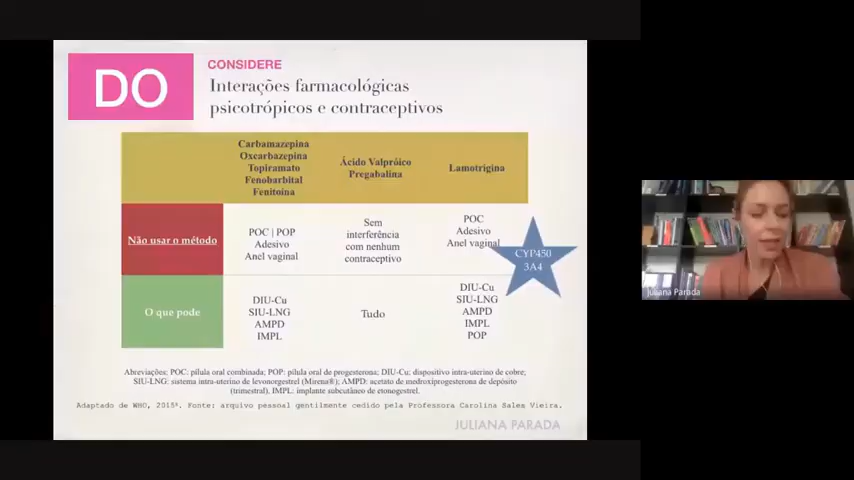 DO
CONSIDERE
Interações farmacológicas
psicotrópicos e contraceptivos
Carbamazepina
Oxcarbazepina
Topiramato
Fenobarbital
Fenitoína
Ácido Valpróico
Pregabalina
Lamotrigina
Não usar o método
POC | POP
Adesivo
Anel vaginal
Sem
interferência
com nenhum
contraceptivo
POC
Adesivo
Anel vaginal
CYP450
3A4
O que pode
DIU-Cu
SIU-LNG
AMPD
IMPL
Tudo
DIU-Cu
SIU-LNG
AMPD
IMPL
POP
Abreviações; POC: pílula oral combinada; POP: pílula oral de progesterona; DIU-Cu; dispositivo intra-uterino de cobre;
SIU-LNG: sistema intra-uterino de levonorgestrel (Mirena®); AMPD: acetato de medroxiprogesterona de depósito
(trimestral). IMPL: implante subcutâneo de etonogestrel.
Adaptado de WHO, 2015ª. Fonte: arquivo pessoal gentilmente cedido pela Professora Carolina Sales Vieira.
JULIANA PARADA
Juliana Parada